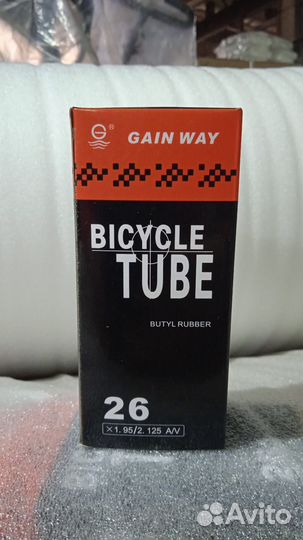 G®
GAIN WAY
BICYCLE
TUBE
BUTYL RUBBER
26
×1.95/2.125 A/V
Avito